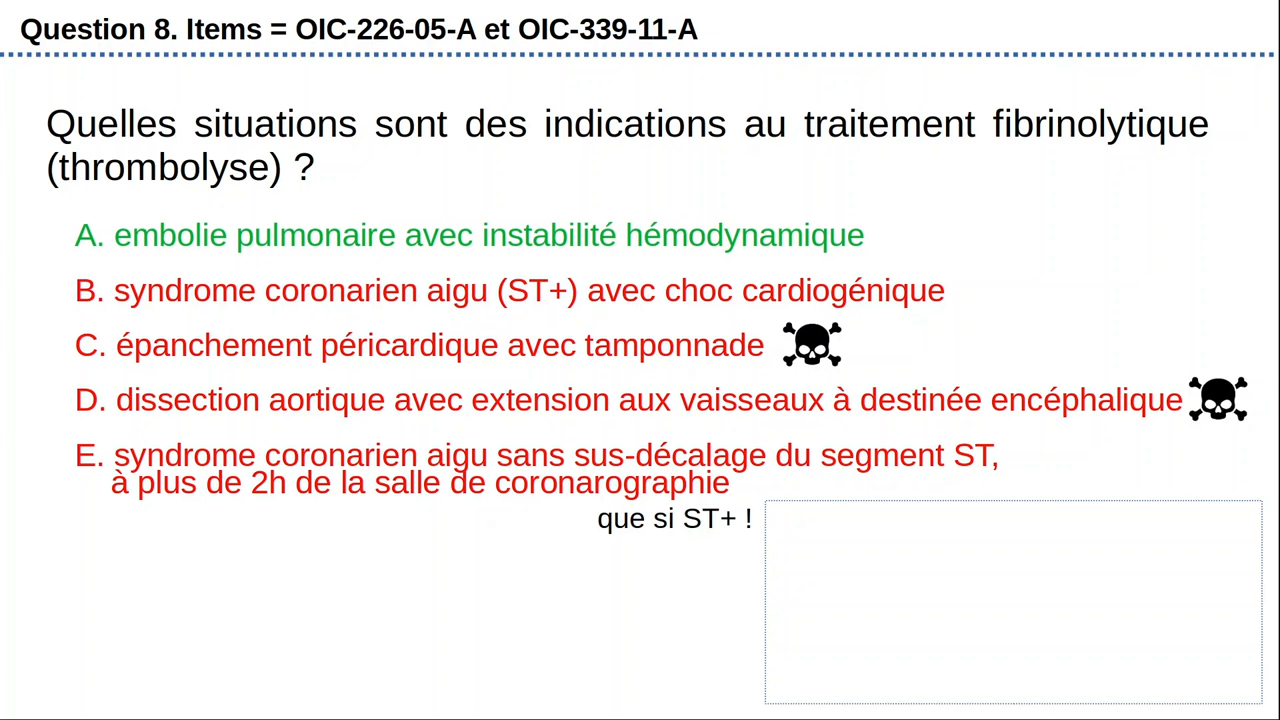 Question 8. Items = OIC-226-05-A et OIC-339-11-A
Quelles situations sont des indications au traitement fibrinolytique
(thrombolyse) ?
A. embolie pulmonaire avec instabilité hémodynamique
B. syndrome coronarien aigu (ST+) avec choc cardiogénique
C. épanchement péricardique avec tamponnade
D. dissection aortique avec extension aux vaisseaux à destinée encéphalique
E. syndrome coronarien aigu sans sus-décalage du segment ST,
à plus de 2h de la salle de coronarographie
que si ST+ !